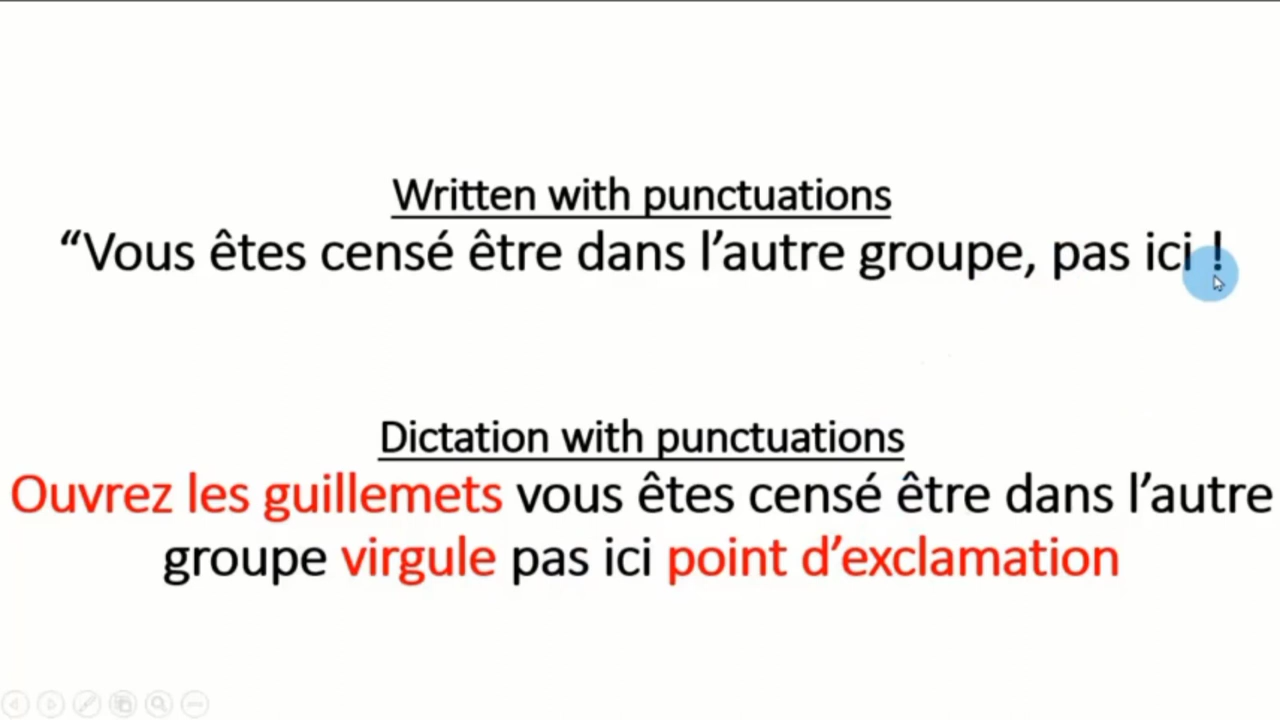 Written with punctuations
“Vous êtes censé être dans l’autre groupe, pas ici !
Dictation with punctuations
Ouvrez les guillemets vous êtes censé être dans l’autre
groupe virgule pas ici point d’exclamation